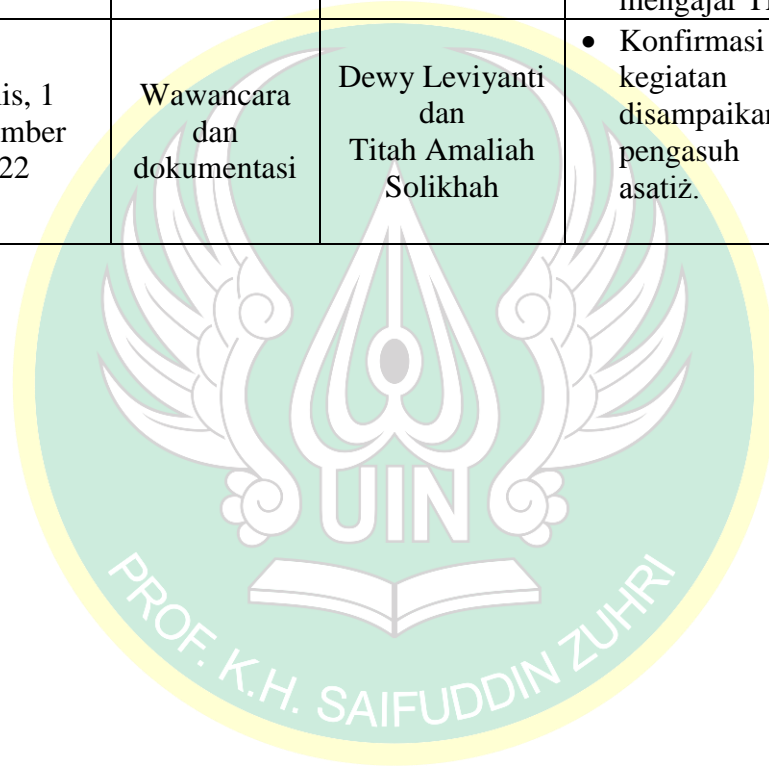 mengajar
is, 1
mber
22
Wawancara
dan
dokumentasi
Dewy Leviyanti
dan
Titah Amaliah
Solikhah
• Konfirmasi
kegiatan
disampaikan
pengasuh
asatiż.
UIN
PROF. K.H. SAIFUDDIN ZUHRI